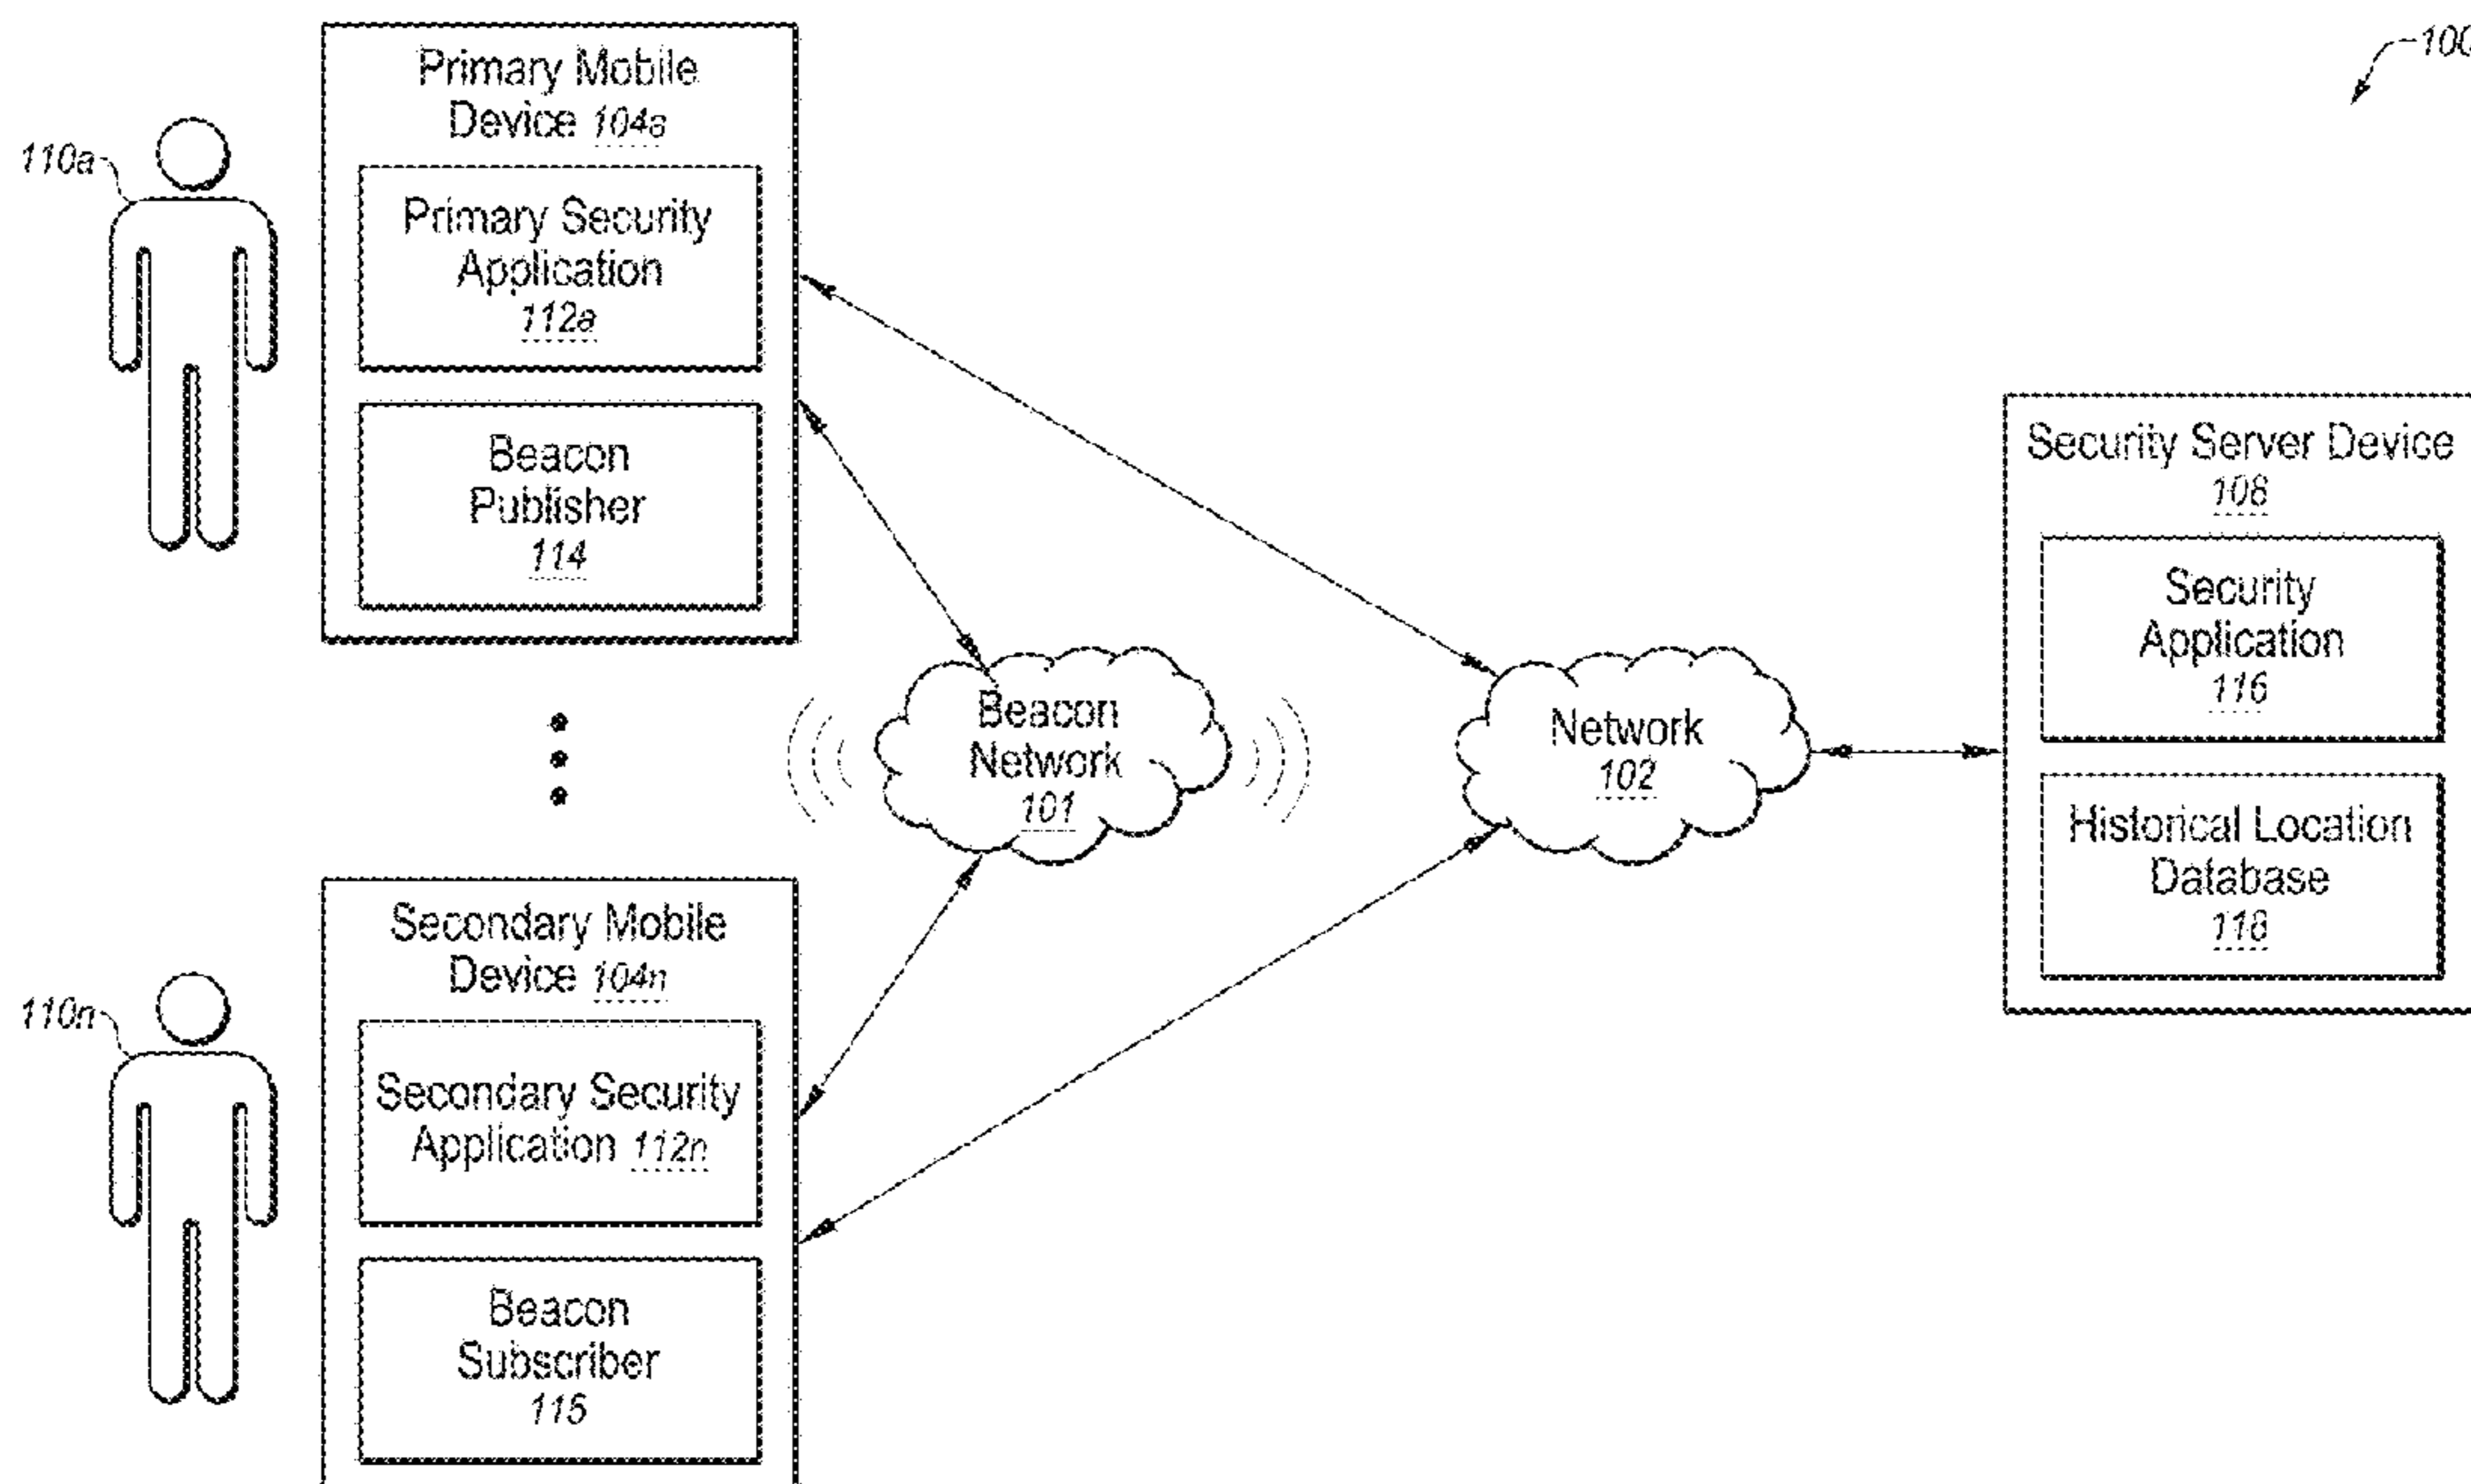 100
110a
Primary Mobile
Device 104a
Primary Security
Application
112a
Beacon
Publisher
114
Beacon
Network
101
Network
102
Security Server Device
108
Security
Application
116
Historical Location
Database
118
110n
Secondary Mobile
Device 104n
Secondary Security
Application 112n
Beacon
Subscriber
115